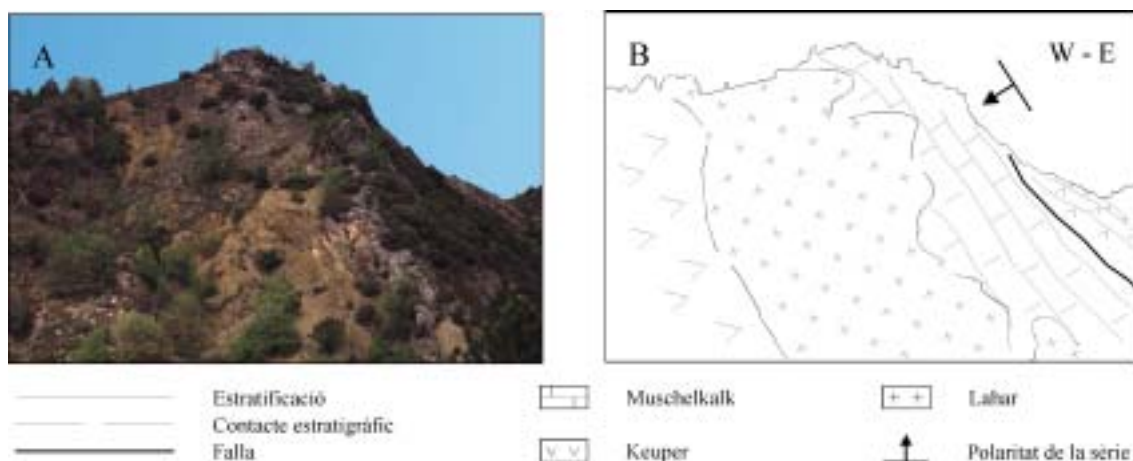 A
B
W - E
Estratificació
Contacte estratigràfic
Falla
Muschelkalk
Keuper
Lahar
Polaritat de la sèrie